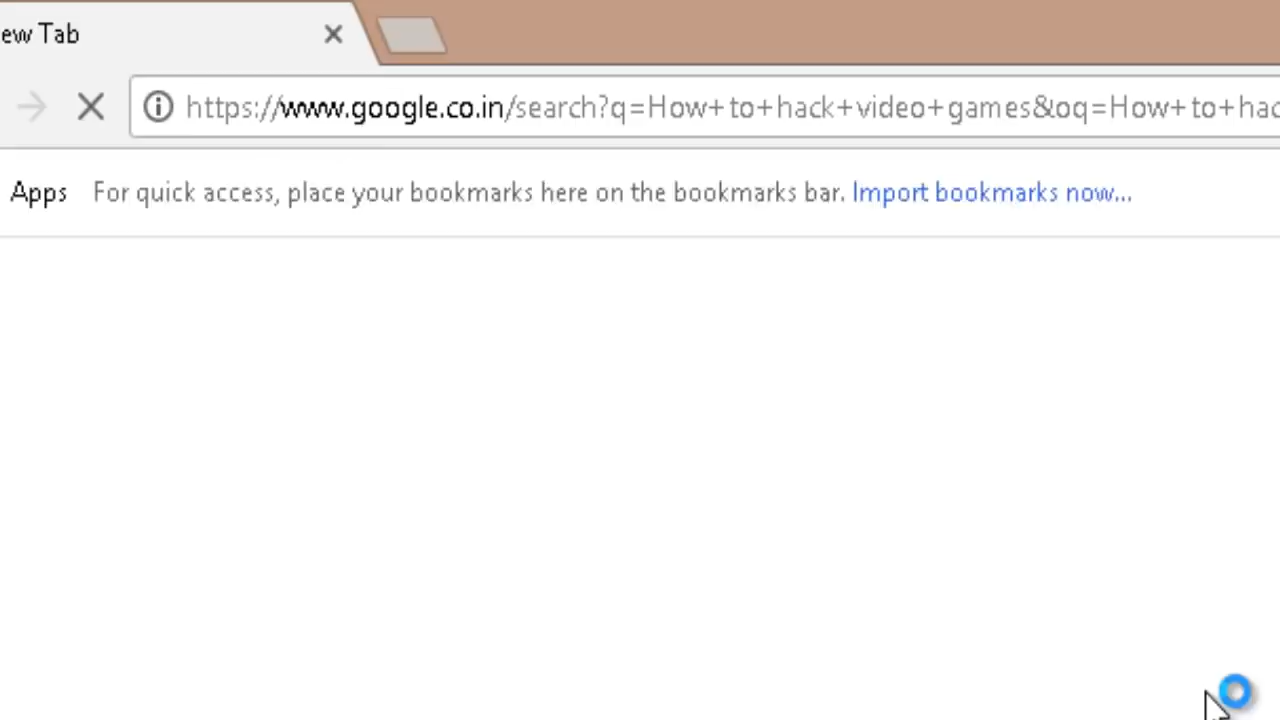 ew Tab
https://www.google.co.in/search?q=How+to+hack+video+games&oq=How+to+hac
Apps For quick access, place your bookmarks here on the bookmarks bar. Import bookmarks now...